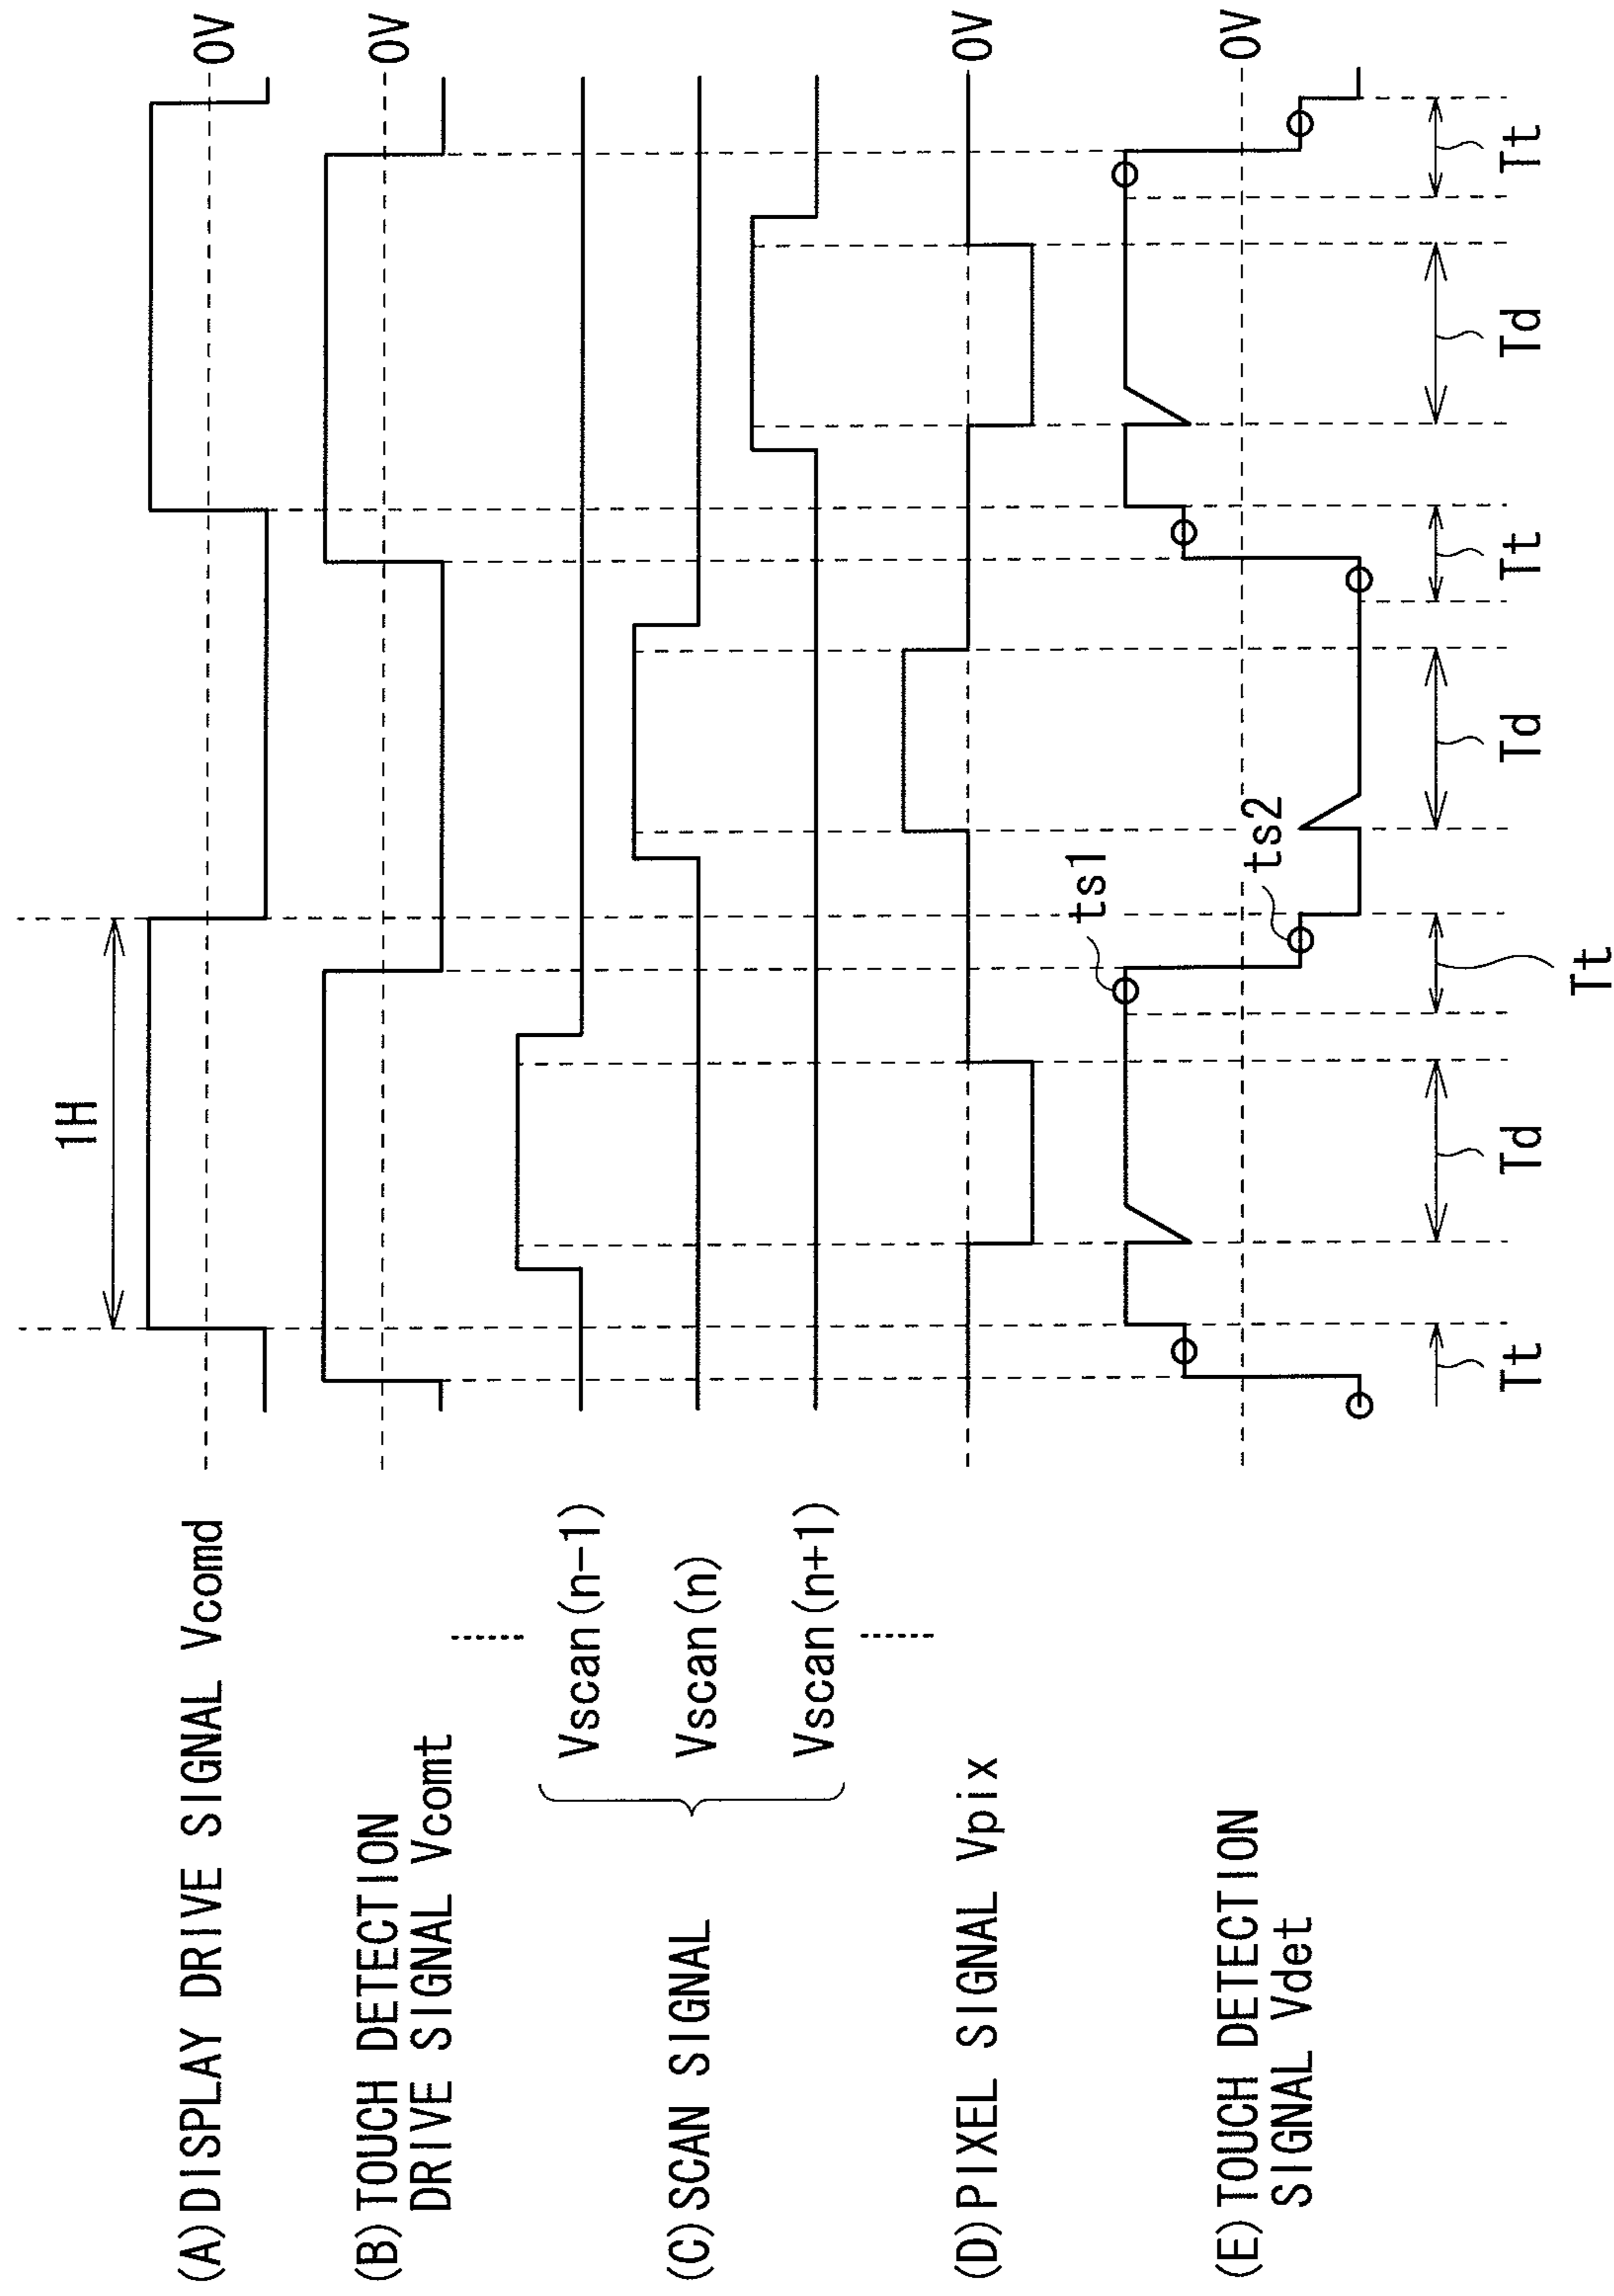 1H
(A) DISPLAY DRIVE SIGNAL Vcomd
0V
(B) TOUCH DETECTION
DRIVE SIGNAL Vcomt
0V
Vscan(n-1)
(C) SCAN SIGNAL
Vscan(n)
Vscan(n+1)
(D) PIXEL SIGNAL Vpix
0V
ts1
(E) TOUCH DETECTION
SIGNAL Vdet
ts2
0V
Tt Td Tt Td Tt Td Tt